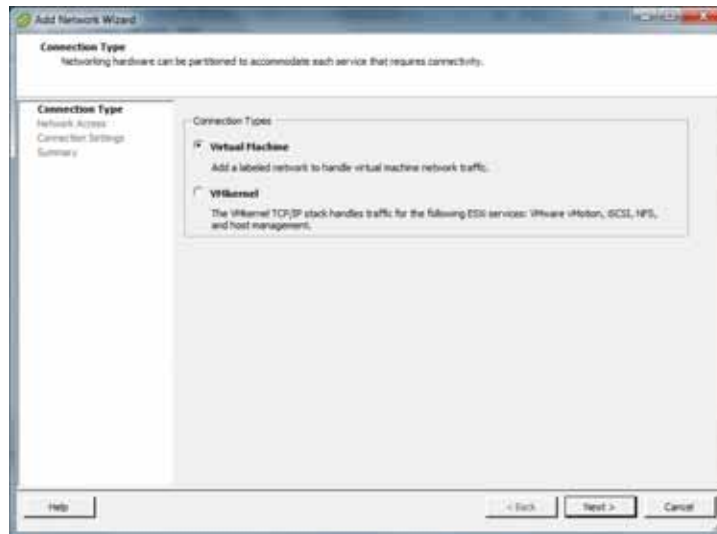 Add Network Wizard
Connection Type
Networking hardware can be partitioned to accommodate each service that requires connectivity.
Connection Type
Network Access
Connection Settings
Summary
Connection Types
Virtual Machine
Add a labeled network to handle virtual machine network traffic.
VMkernel
The VMkernel TCP/IP stack handles traffic for the following ESXi services: VMware vMotion, iSCSI, NFS,
and host management.
Help
< Back
Next >
Cancel